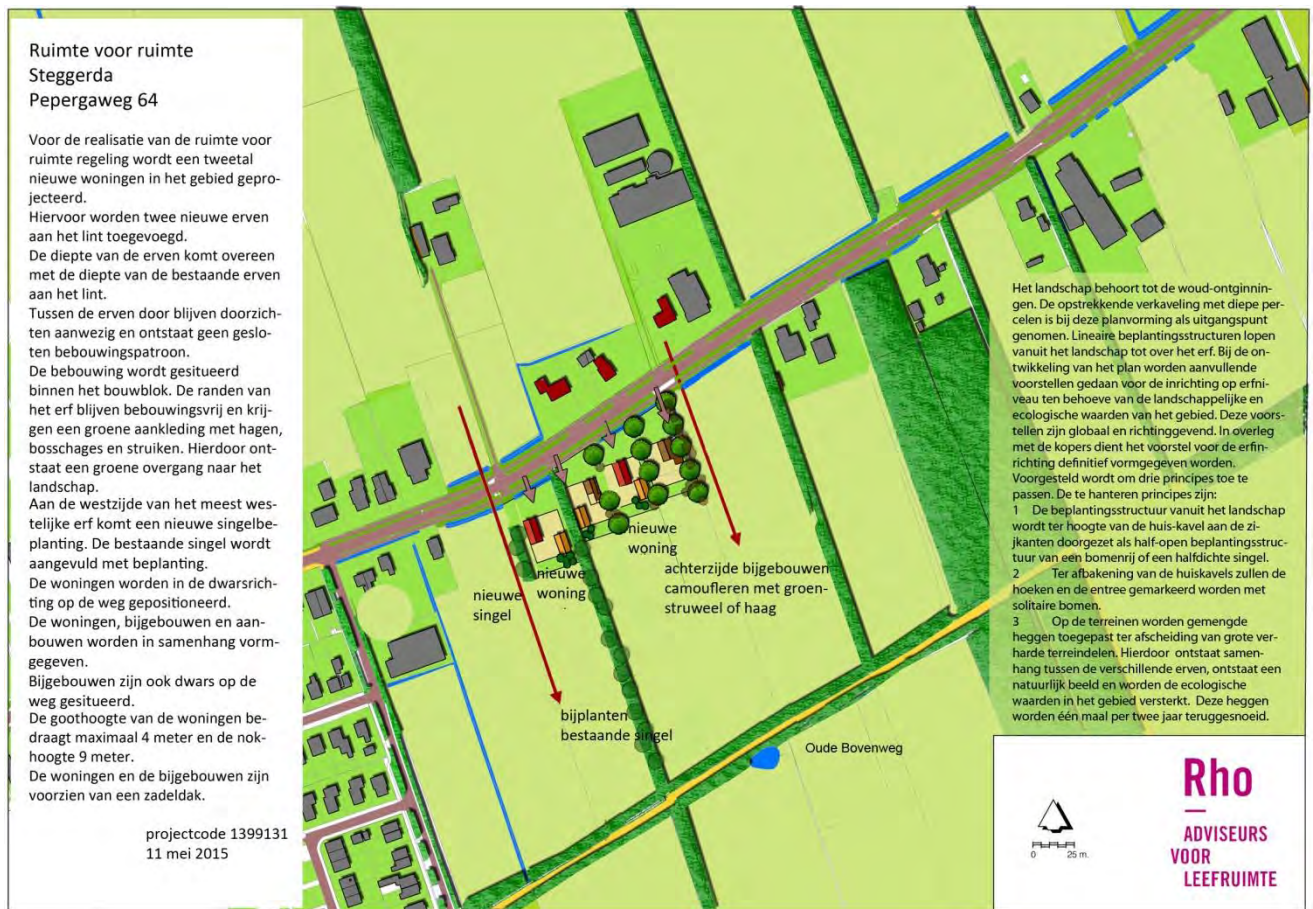 Ruimte voor ruimte
Steggerda
Pepergaweg 64
Voor de realisatie van de ruimte voor
ruimte regeling wordt een tweetal
nieuwe woningen in het gebied gepro-
jecteerd.
Hiervoor worden twee nieuwe erven
aan het lint toegevoegd.
De diepte van de erven komt overeen
met de diepte van de bestaande erven
aan het lint.
Tussen de erven door blijven doorzich-
ten aanwezig en ontstaat geen geslo-
ten bebouwingspatroon.
De bebouwing wordt gesitueerd
binnen het bouwblok. De randen van
het erf blijven bebouwingsvrij en krij-
gen een groene aankleding met hagen,
bosschages en struiken. Hierdoor ont-
staat een groene overgang naar het
landschap.
Aan de westzijde van het meest wes-
telijke erf komt een nieuwe singelbe-
planting. De bestaande singel wordt
aangevuld met beplanting.
De woningen worden in de dwarsrich-
ting op de weg gepositioneerd.
De woningen, bijgebouwen en aan-
bouwen worden in samenhang vorm-
gegeven.
Bijgebouwen zijn ook dwars op de
weg gesitueerd.
De goothoogte van de woningen be-
draagt maximaal 4 meter en de nok-
hoogte 9 meter.
De woningen en de bijgebouwen zijn
voorzien van een zadeldak.
projectcode 1399131
11 mei 2015
nieuwe
singel
nieuwe
woning
nieuwe
woning
achterzijde bijgebouwen
camoufleren met groen-
struweel of haag
bijplanten
bestaande singel
Oude Bovenweg
Het landschap behoort tot de woud-ontginnin-
gen. De opstrekkende verkaveling met diepe per-
celen is bij deze planvorming als uitgangspunt
genomen. Lineaire beplantingsstructuren lopen
vanuit het landschap tot over het erf. Bij de on-
twikkeling van het plan worden aanvullende
voorstellen gedaan voor de inrichting op erfni-
veau ten behoeve van de landschappelijke en
ecologische waarden van het gebied. Deze voors-
tellen zijn globaal en richtinggevend. In overleg
met de kopers dient het voorstel voor de erfin-
richting definitief vormgegeven worden.
Voorgesteld wordt om drie principes toe te
passen. De te hanteren principes zijn:
1 De beplantingsstructuur vanuit het landschap
wordt ter hoogte van de huis-kavel aan de zi-
jkanten doorgezet als half-open beplantingsstruc-
tuur van een bomenrij of een halfdichte singel.
2 Ter afbakening van de huiskavels zullen de
hoeken en de entree gemarkeerd worden met
solitaire bomen.
3 Op de terreinen worden gemengde
heggen toegepast ter afscheiding van grote ver-
harde terreindelen. Hierdoor ontstaat samen-
hang tussen de verschillende erven, ontstaat een
natuurlijk beeld en worden de ecologische
waarden in het gebied versterkt. Deze heggen
worden één maal per twee jaar teruggesnoeid.
0 25 m.
Rho
ADVISEURS
VOOR
LEEFRUIMTE